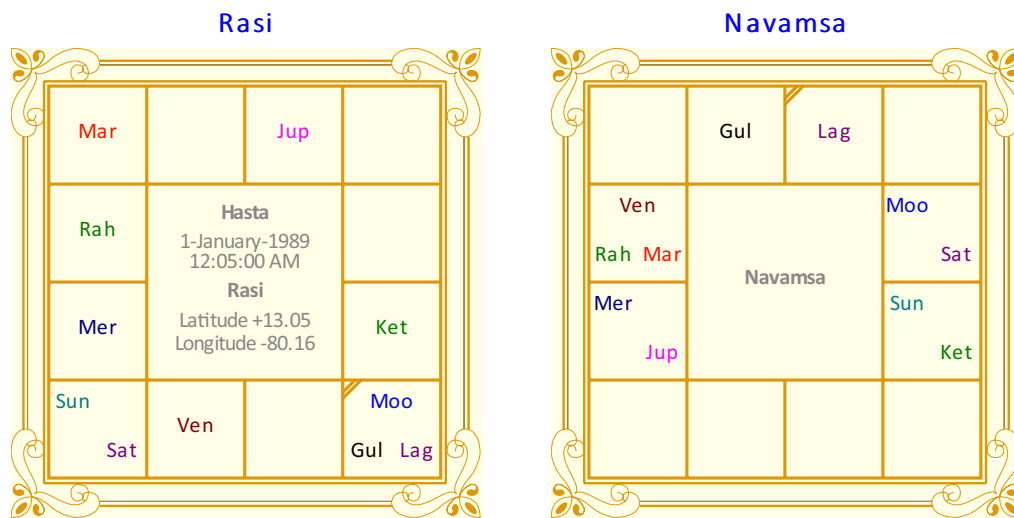 Rasi
Navamsa
Mar
Jup
Rah
Hasta
1-January-1989
12:05:00 AM
Rasi
Latitude +13.05
Longitude -80.16
Mer
Ket
Sun
Sat
Ven
Moo
Gul Lag
Gul
Lag
Ven
Rah Mar
Moo
Sat
Navamsa
Mer
Jup
Sun
Ket